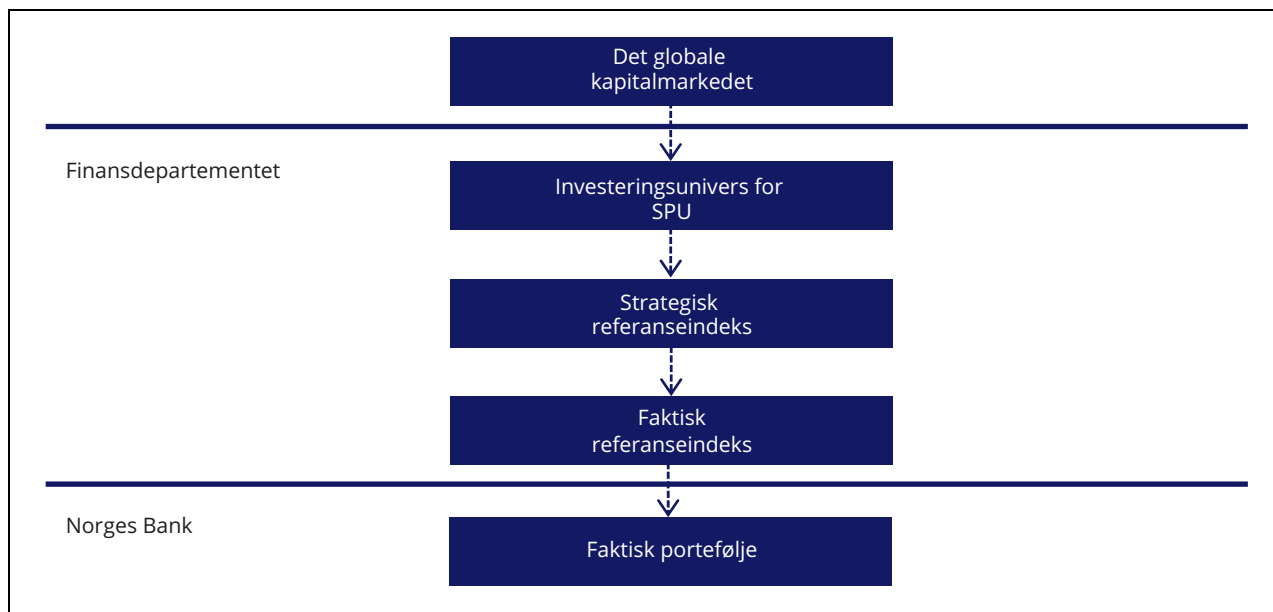 Det globale
kapitalmarkedet
Finansdepartementet
Investeringsunivers for
SPU
Strategisk
referanseindeks
Faktisk
referanseindeks
Norges Bank
Faktisk portefølje